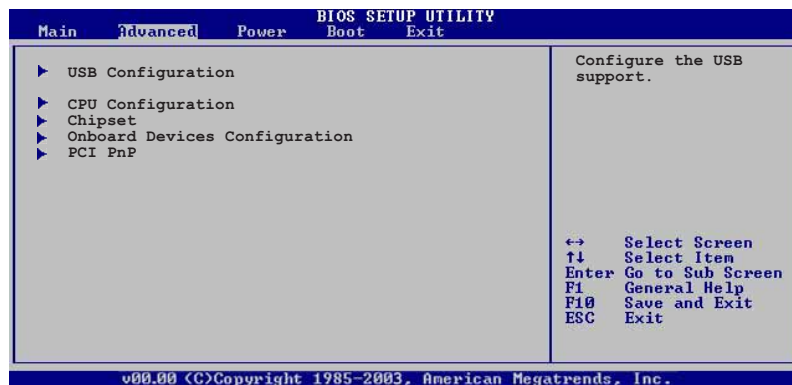 BIOS SETUP UTILITY
Main Advanced Power Boot Exit
USB Configuration
CPU Configuration
Chipset
Onboard Devices Configuration
PCI PnP
Configure the USB
support.
↔ Select Screen
↑↓ Select Item
Enter Go to Sub Screen
F1 General Help
F10 Save and Exit
ESC Exit
v00.00 (C)Copyright 1985-2003, American Megatrends, Inc.